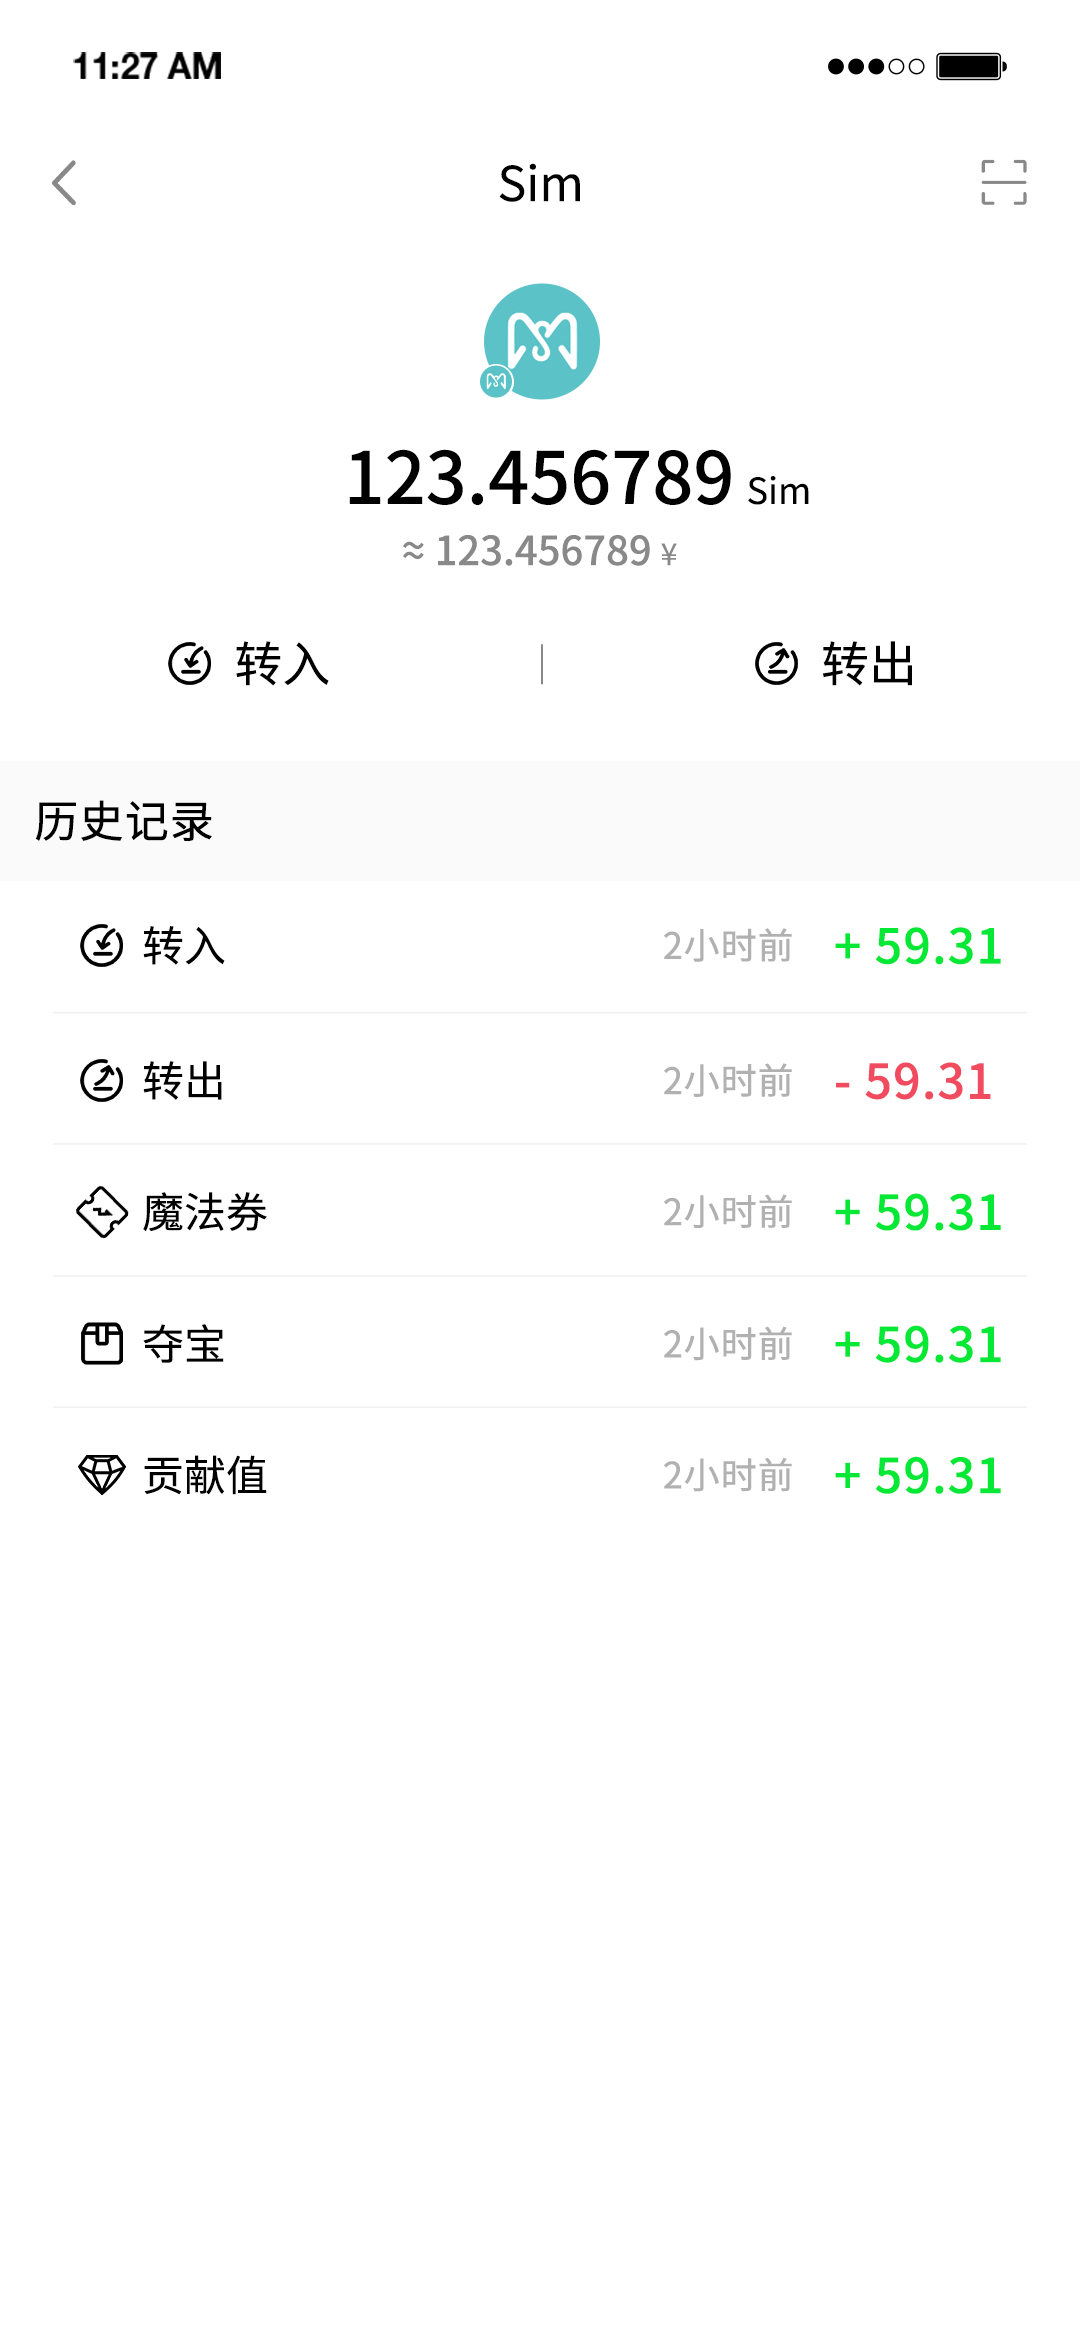 11:27 AM
Sim
123.456789 Sim
≈ 123.456789 ¥
转入
转出
历史记录
转入 2小时前 + 59.31
转出 2小时前 - 59.31
魔法券 2小时前 + 59.31
夺宝 2小时前 + 59.31
贡献值 2小时前 + 59.31